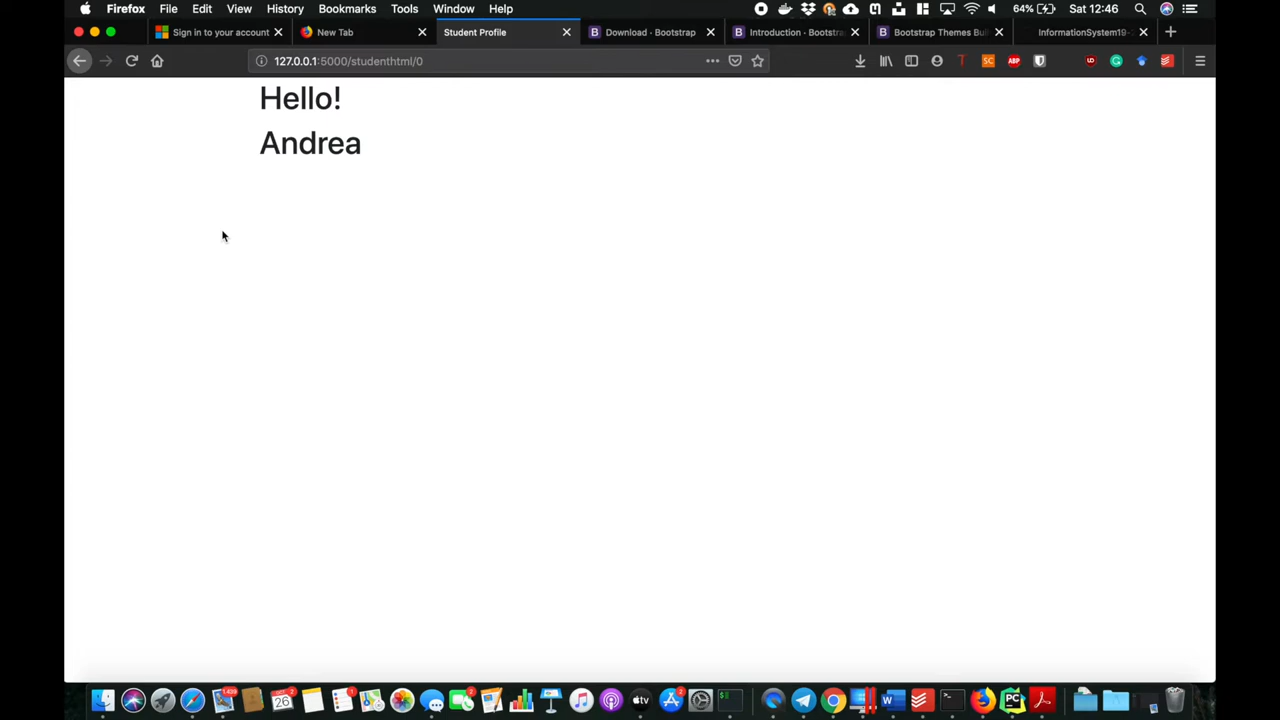 Firefox File Edit View History Bookmarks Tools Window Help 64% Sat 12:46
Sign in to your account New Tab Student Profile Download · Bootstrap Introduction · Bootstra Bootstrap Themes Bui InformationSystem19-
127.0.0.1:5000/studenthtml/0
Hello!
Andrea